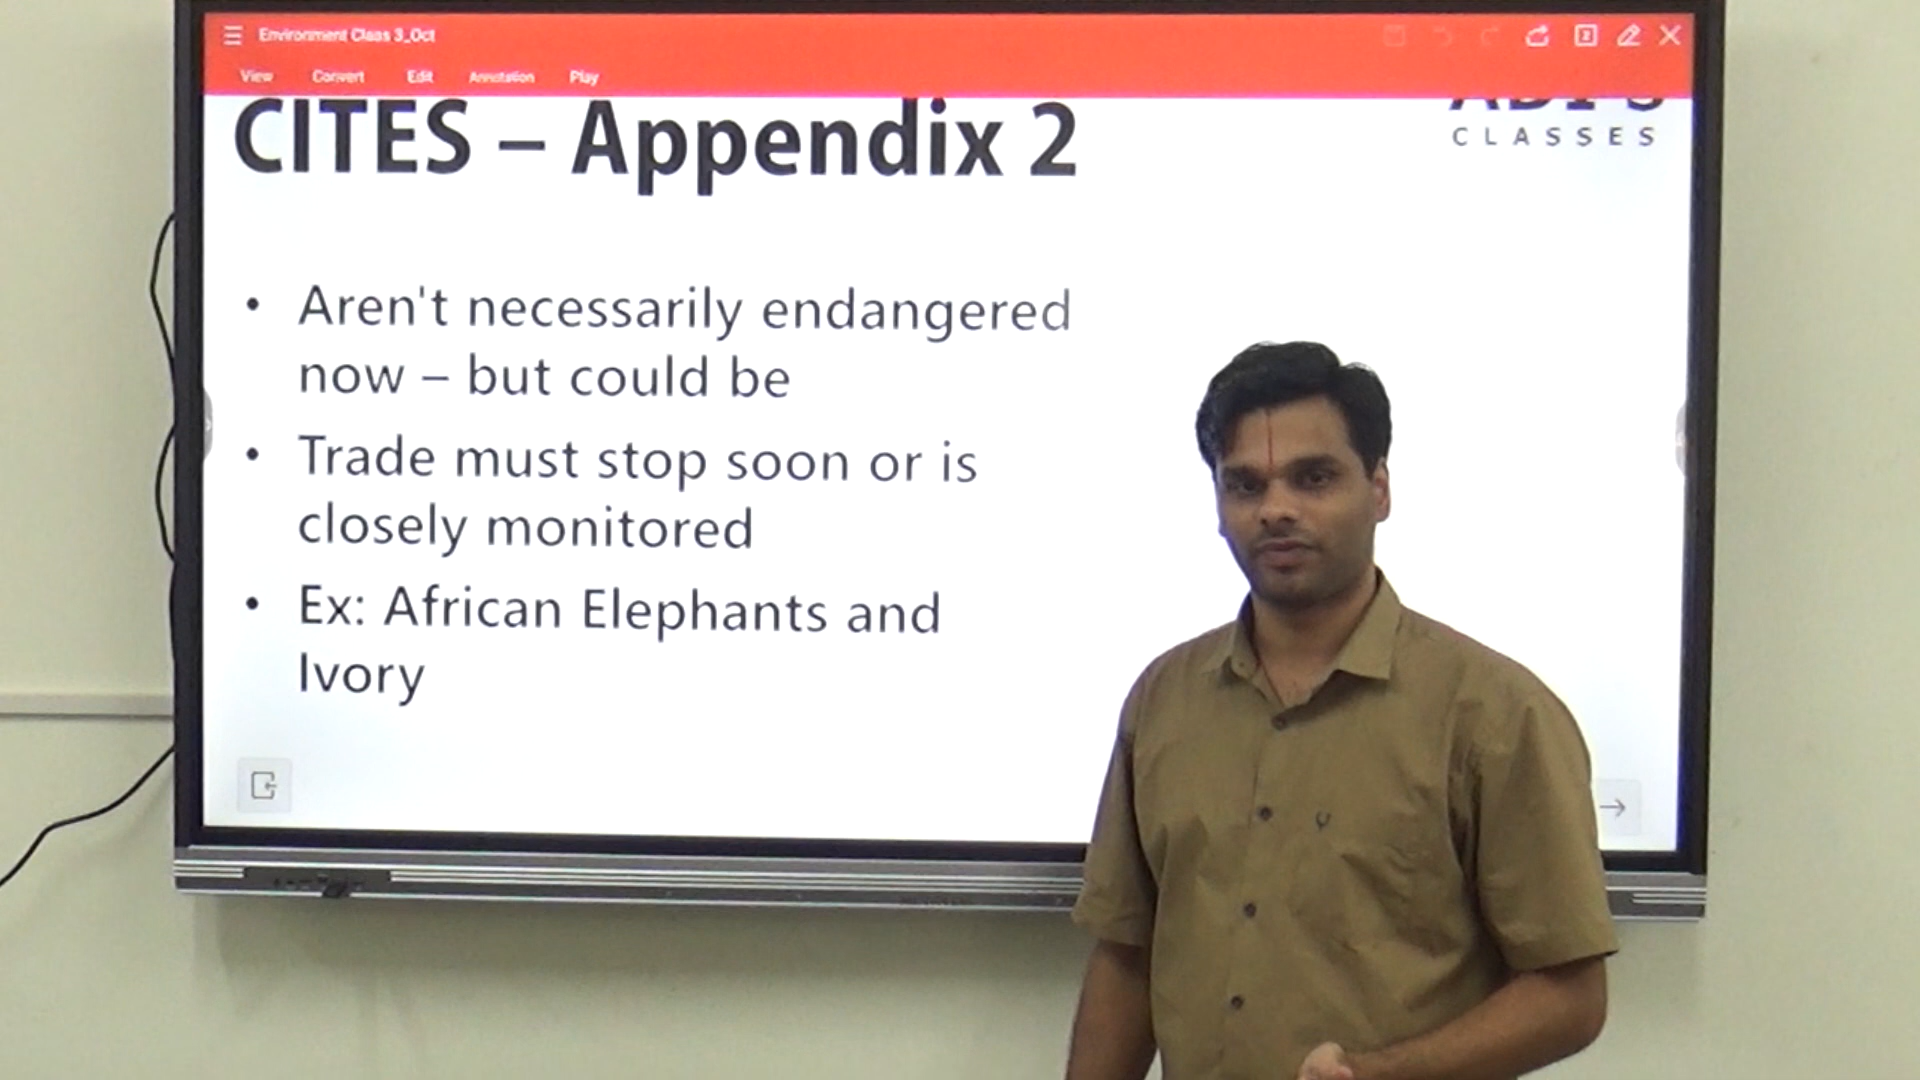 Environment Class 3_Oct
View Convert Edit Annotation Play
CITES – Appendix 2
CLASSES
• Aren't necessarily endangered
now – but could be
• Trade must stop soon or is
closely monitored
• Ex: African Elephants and
Ivory